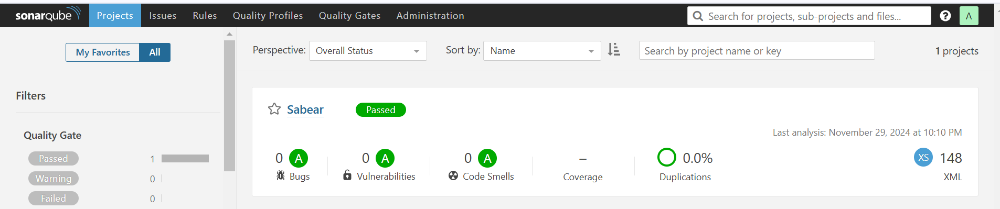 sonarqube Projects Issues Rules Quality Profiles Quality Gates Administration Search for projects, sub-projects and files... ? A
My Favorites All
Perspective: Overall Status Sort by: Name Search by project name or key 1 projects
Filters
Quality Gate
Passed 1
Warning 0
Failed 0
Sabear Passed
Last analysis: November 29, 2024 at 10:10 PM
0 A 0 A 0 A – 0.0% XS 148
Bugs Vulnerabilities Code Smells Coverage Duplications XML